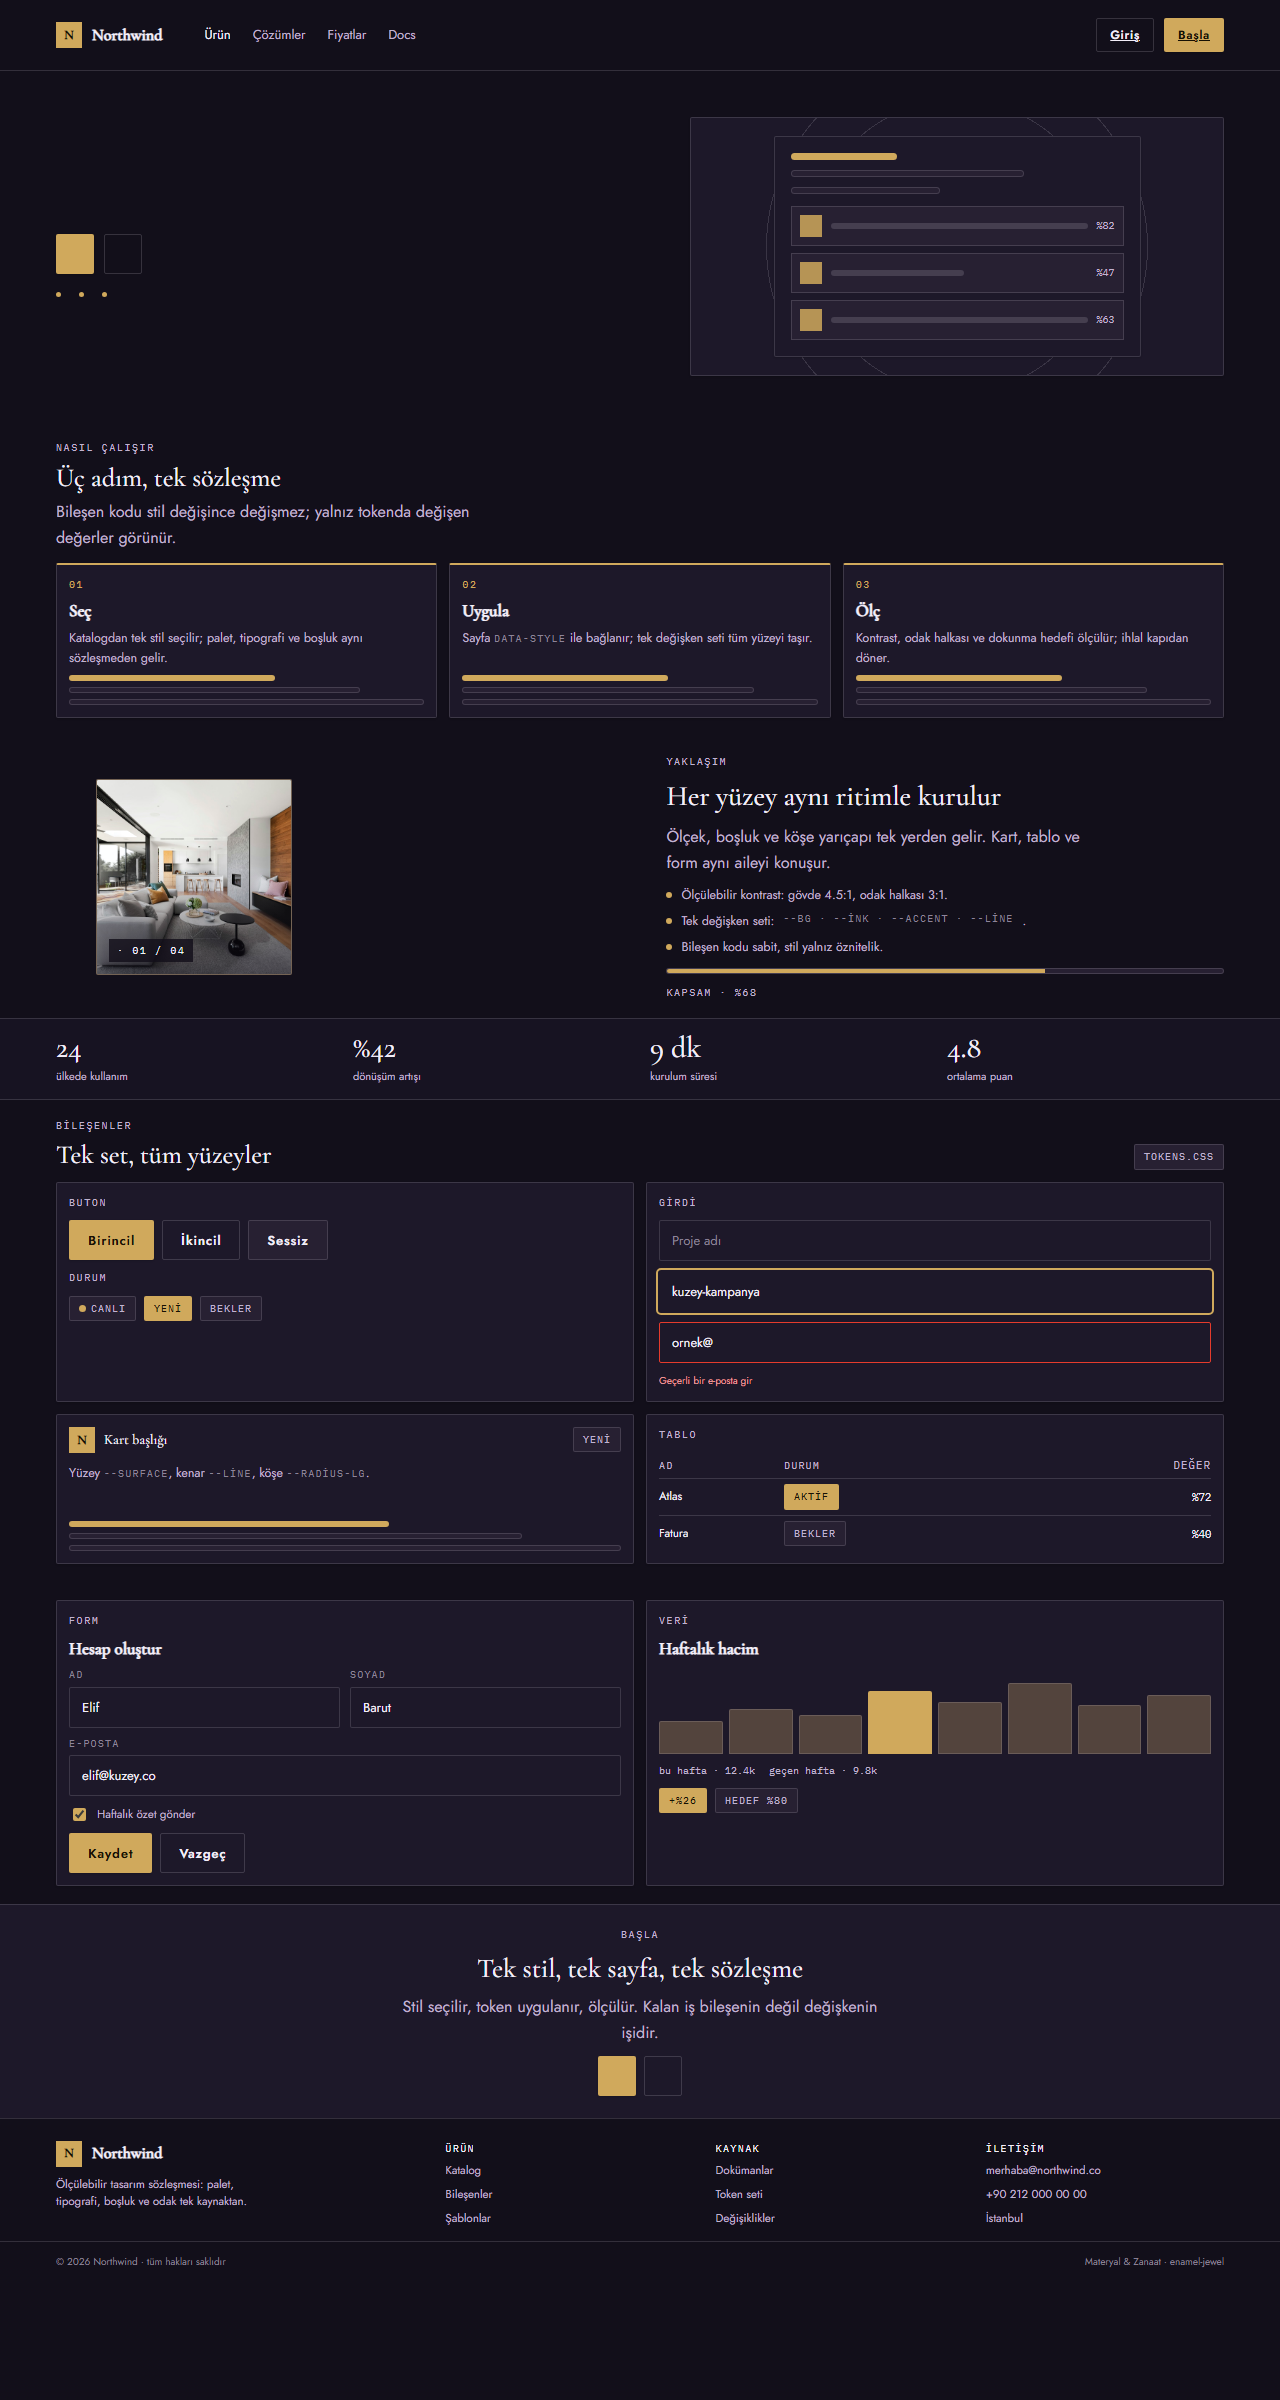 N Northwind Ürün Çözümler Fiyatlar Docs Giriş Başla
%82
%47
%63
NASIL ÇALIŞIR
Üç adım, tek sözleşme
Bileşen kodu stil değişince değişmez; yalnız tokenda değişen
değerler görünür.
01
Seç
Katalogdan tek stil seçilir; palet, tipografi ve boşluk aynı
sözleşmeden gelir.
02
Uygula
Sayfa DATA-STYLE ile bağlanır; tek değişken seti tüm yüzeyi taşır.
03
Ölç
Kontrast, odak halkası ve dokunma hedefi ölçülür; ihlal kapıdan
döner.
· 01 / 04
YAKLAŞIM
Her yüzey aynı ritimle kurulur
Ölçek, boşluk ve köşe yarıçapı tek yerden gelir. Kart, tablo ve
form aynı aileyi konuşur.
Ölçülebilir kontrast: gövde 4.5:1, odak halkası 3:1.
Tek değişken seti: --BG · --İNK · --ACCENT · --LİNE .
Bileşen kodu sabit, stil yalnız öznitelik.
KAPSAM · %68
24
ülkede kullanım
%42
dönüşüm artışı
9 dk
kurulum süresi
4.8
ortalama puan
BİLEŞENLER
Tek set, tüm yüzeyler
TOKENS.CSS
BUTON
Birincil İkincil Sessiz
DURUM
CANLI YENİ BEKLER
GİRDİ
Proje adı
kuzey-kampanya
ornek@
Geçerli bir e-posta gir
N Kart başlığı YENİ
Yüzey --SURFACE, kenar --LİNE, köşe --RADİUS-LG.
TABLO
AD DURUM DEĞER
Atlas AKTİF %72
Fatura BEKLER %40
FORM
Hesap oluştur
AD SOYAD
Elif Barut
E-POSTA
elif@kuzey.co
Haftalık özet gönder
Kaydet Vazgeç
VERİ
Haftalık hacim
bu hafta · 12.4k geçen hafta · 9.8k
+%26 HEDEF %80
BAŞLA
Tek stil, tek sayfa, tek sözleşme
Stil seçilir, token uygulanır, ölçülür. Kalan iş bileşenin değil değişkenin
işidir.
N Northwind
Ölçülebilir tasarım sözleşmesi: palet,
tipografi, boşluk ve odak tek kaynaktan.
ÜRÜN
Katalog
Bileşenler
Şablonlar
KAYNAK
Dokümanlar
Token seti
Değişiklikler
İLETİŞİM
merhaba@northwind.co
+90 212 000 00 00
İstanbul
© 2026 Northwind · tüm hakları saklıdır
Materyal & Zanaat · enamel-jewel